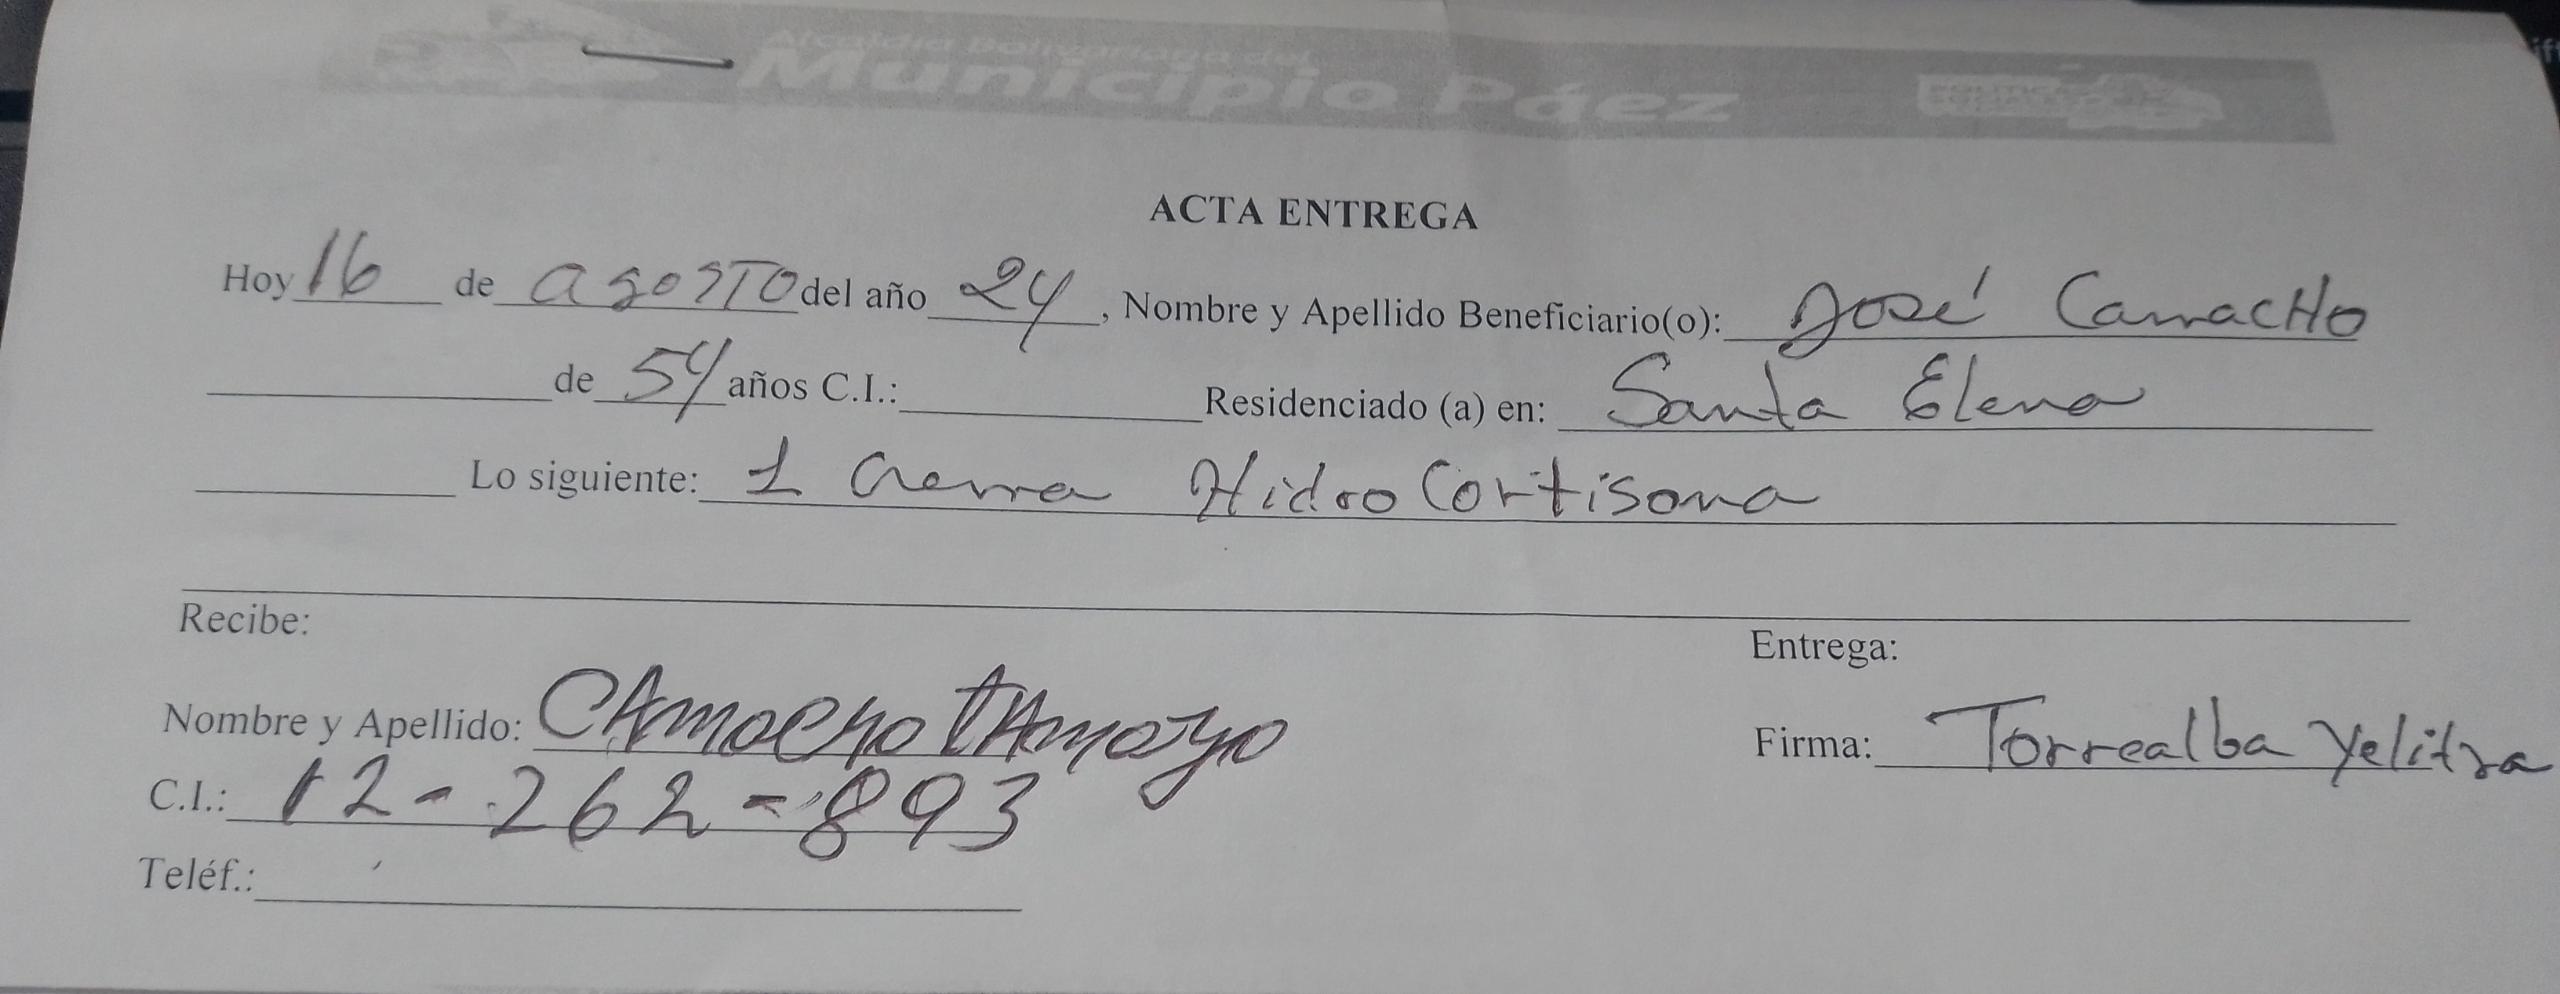 Alcaldía Bolivariana del
Municipio Páez
ACTA ENTREGA
Hoy 16 de agosto del año 24, Nombre y Apellido Beneficiario(o): José Camacho
de 54 años C.I.: Residenciado (a) en: Santa Elena
Lo siguiente: 1 Crema HidroCortisona
Recibe:
Entrega:
Nombre y Apellido: CAmacho tAmayo
Firma: Torrealba Yelitza
C.I.: 12-262-893
Teléf.: